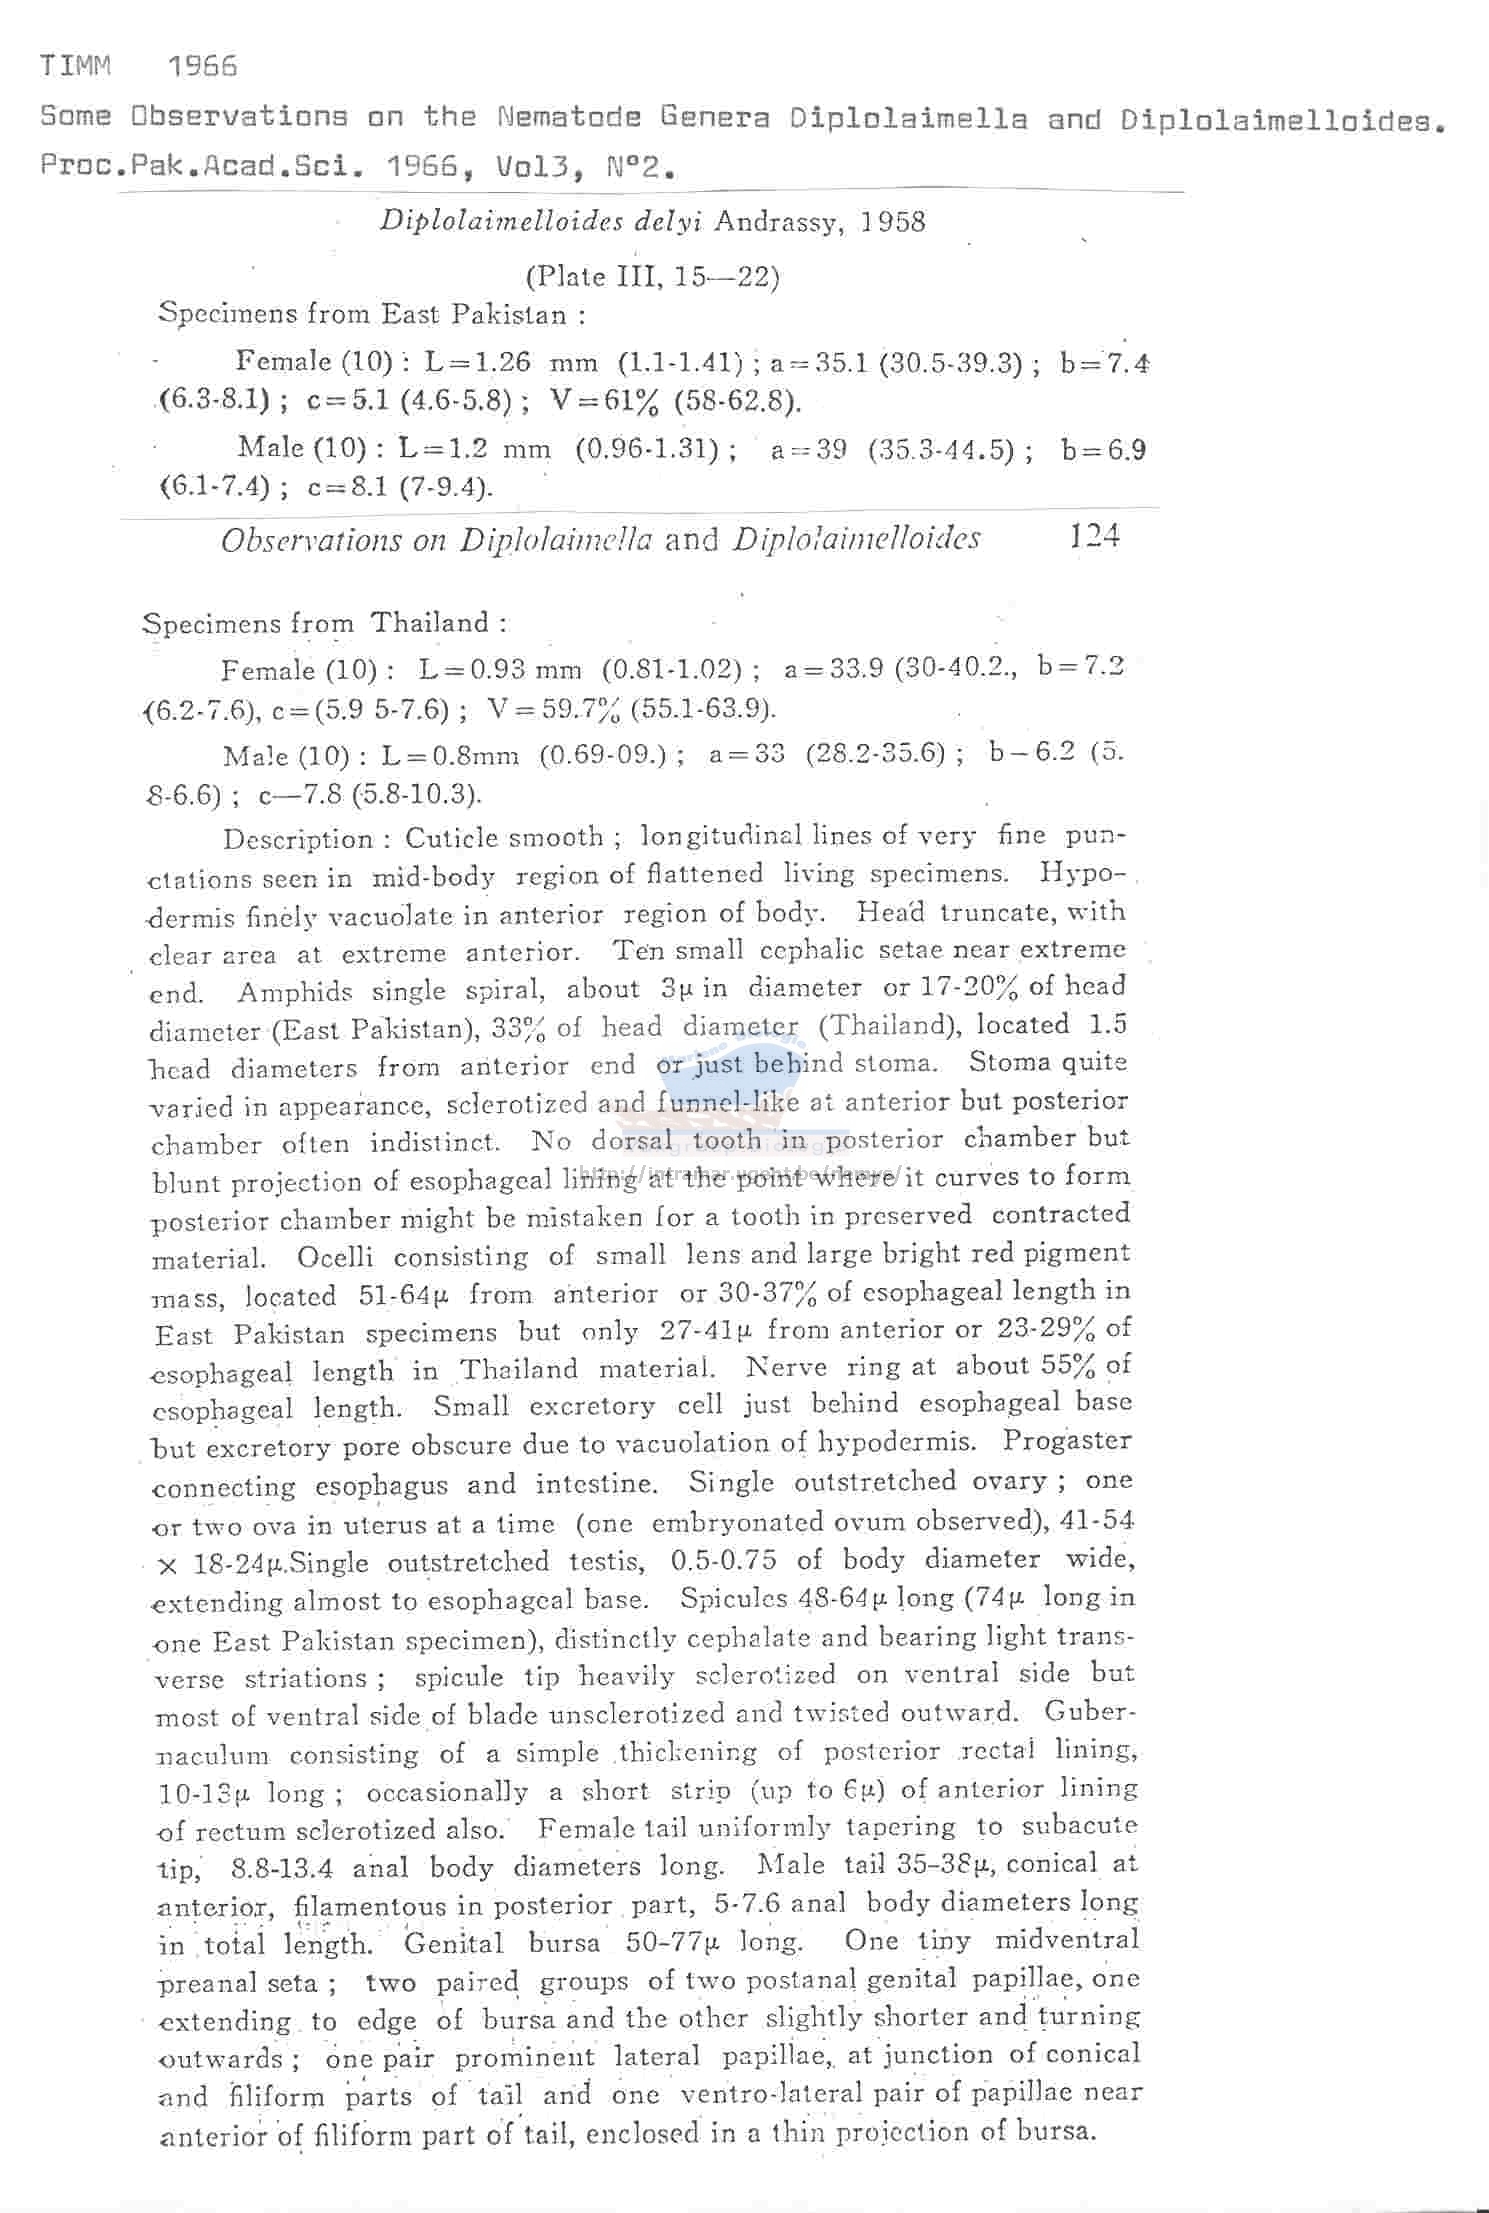 TIMM 1966
Some Observations on the Nematode Genera Diplolaimella and Diplolaimelloides.
Proc.Pak.Acad.Sci. 1966, Vol3, N°2.
Diplolaimelloides delyi Andrassy, 1958
(Plate III, 15—22)
Specimens from East Pakistan :
Female (10) : L=1.26 mm (1.1-1.41) ; a=35.1 (30.5-39.3) ; b=7.4
(6.3-8.1) ; c=5.1 (4.6-5.8) ; V=61% (58-62.8).
Male (10) : L=1.2 mm (0.96-1.31) ; a=39 (35.3-44.5) ; b=6.9
(6.1-7.4) ; c=8.1 (7-9.4).
Observations on Diplolaimella and Diplolaimelloides 124
Specimens from Thailand :
Female (10) : L=0.93 mm (0.81-1.02) ; a=33.9 (30-40.2., b=7.2
(6.2-7.6), c=(5.9 5-7.6) ; V=59.7% (55.1-63.9).
Male (10) : L=0.8mm (0.69-09.) ; a=33 (28.2-35.6) ; b–6.2 (5.
8-6.6) ; c—7.8 (5.8-10.3).
Description : Cuticle smooth ; longitudinal lines of very fine pun-
ctations seen in mid-body region of flattened living specimens. Hypo-
dermis finely vacuolate in anterior region of body. Head truncate, with
clear area at extreme anterior. Ten small cephalic setae near extreme
end. Amphids single spiral, about 3µ in diameter or 17-20% of head
diameter (East Pakistan), 33% of head diameter (Thailand), located 1.5
head diameters from anterior end or just behind stoma. Stoma quite
varied in appearance, sclerotized and funnel-like at anterior but posterior
chamber often indistinct. No dorsal tooth in posterior chamber but
blunt projection of esophageal lining at the point where it curves to form
posterior chamber might be mistaken for a tooth in preserved contracted
material. Ocelli consisting of small lens and large bright red pigment
mass, located 51-64µ from anterior or 30-37% of esophageal length in
East Pakistan specimens but only 27-41µ from anterior or 23-29% of
esophageal length in Thailand material. Nerve ring at about 55% of
esophageal length. Small excretory cell just behind esophageal base
but excretory pore obscure due to vacuolation of hypodermis. Progaster
connecting esophagus and intestine. Single outstretched ovary ; one
or two ova in uterus at a time (one embryonated ovum observed), 41-54
× 18-24µ.Single outstretched testis, 0.5-0.75 of body diameter wide,
extending almost to esophageal base. Spicules 48-64µ long (74µ long in
one East Pakistan specimen), distinctly cephalate and bearing light trans-
verse striations ; spicule tip heavily sclerotized on ventral side but
most of ventral side of blade unsclerotized and twisted outward. Guber-
naculum consisting of a simple thickening of posterior rectal lining,
10-13µ long ; occasionally a short strip (up to 6µ) of anterior lining
of rectum sclerotized also. Female tail uniformly tapering to subacute
tip, 8.8-13.4 anal body diameters long. Male tail 35–38µ, conical at
anterior, filamentous in posterior part, 5-7.6 anal body diameters long
in total length. Genital bursa 50–77µ long. One tiny midventral
preanal seta ; two paired groups of two postanal genital papillae, one
extending to edge of bursa and the other slightly shorter and turning
outwards ; one pair prominent lateral papillae, at junction of conical
and filiform parts of tail and one ventro-lateral pair of papillae near
anterior of filiform part of tail, enclosed in a thin projection of bursa.